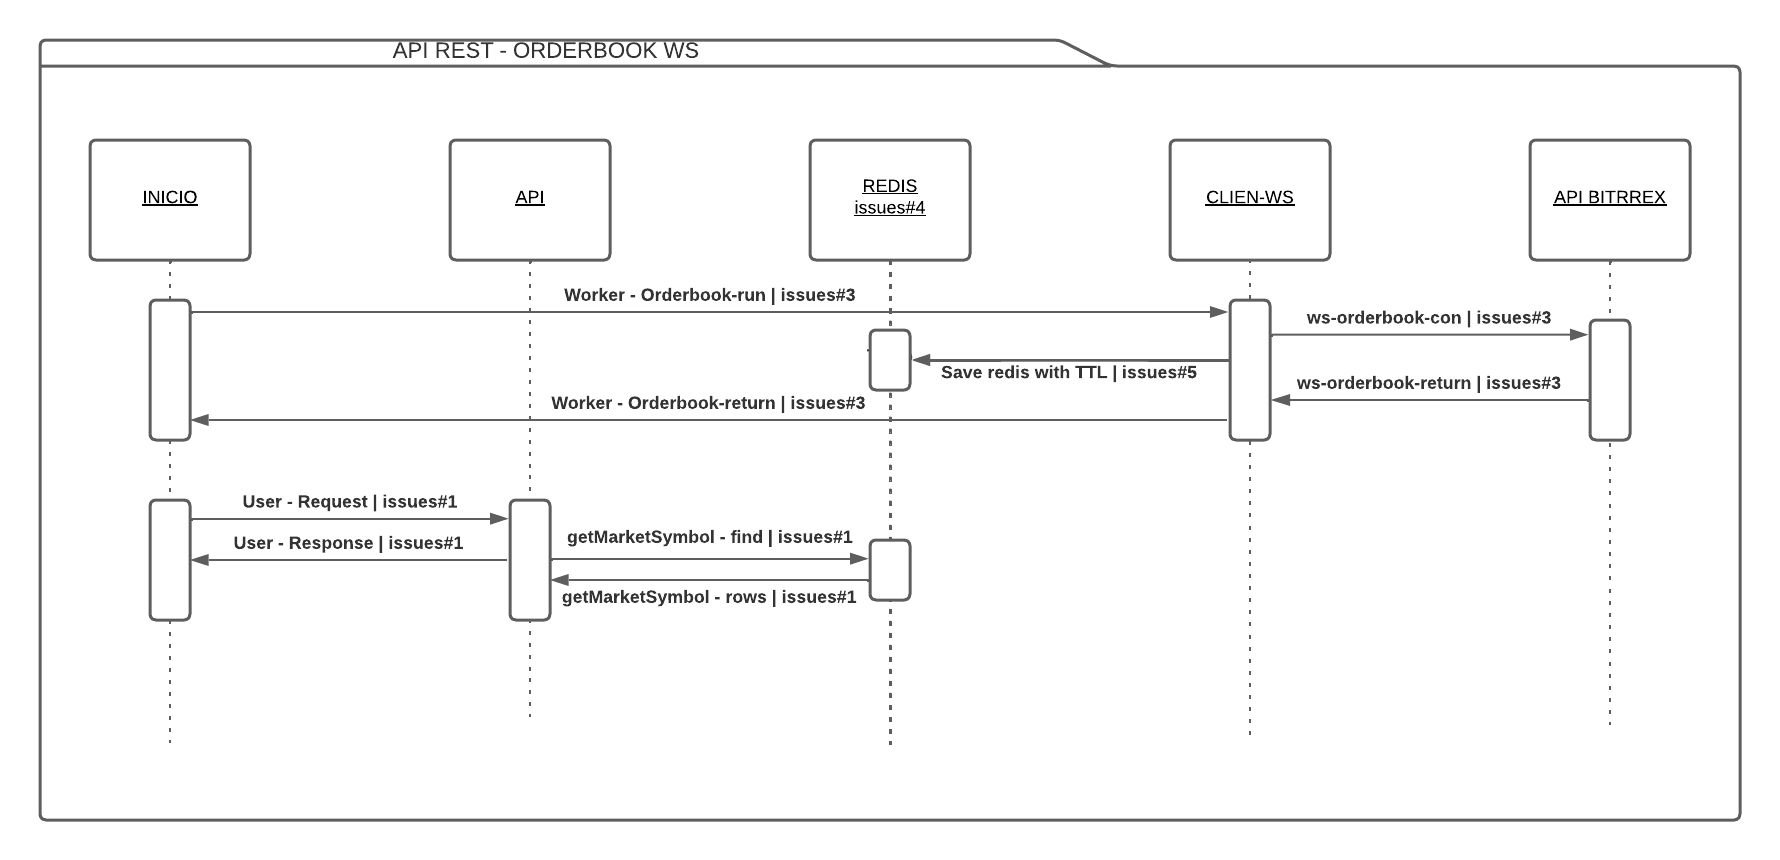 API REST - ORDERBOOK WS
INICIO
API
REDIS
issues#4
CLIEN-WS
API BITRREX
Worker - Orderbook-run | issues#3
ws-orderbook-con | issues#3
Save redis with TTL | issues#5
ws-orderbook-return | issues#3
Worker - Orderbook-return | issues#3
User - Request | issues#1
getMarketSymbol - find | issues#1
User - Response | issues#1
getMarketSymbol - rows | issues#1